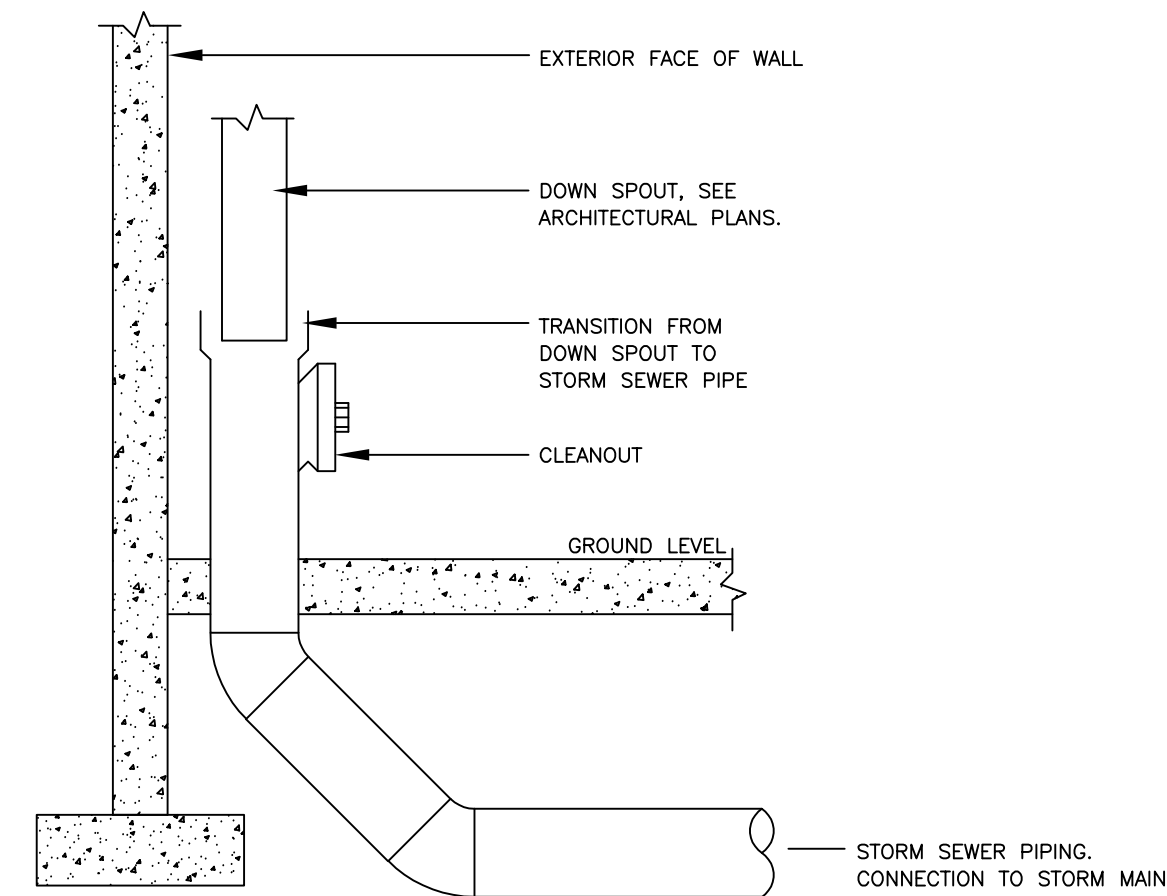 EXTERIOR FACE OF WALL
DOWN SPOUT, SEE
ARCHITECTURAL PLANS.
TRANSITION FROM
DOWN SPOUT TO
STORM SEWER PIPE
CLEANOUT
GROUND LEVEL
STORM SEWER PIPING.
CONNECTION TO STORM MAIN